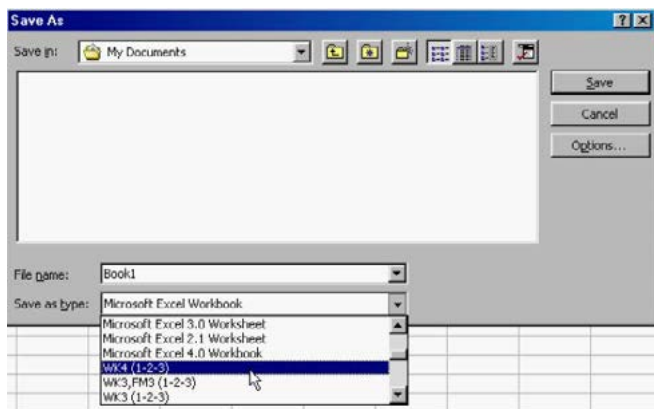 Save As
Save in: My Documents
Save
Cancel
Options...
File name: Book1
Save as type: Microsoft Excel Workbook
Microsoft Excel 3.0 Worksheet
Microsoft Excel 2.1 Worksheet
Microsoft Excel 4.0 Workbook
WK4 (1-2-3)
WK3,FM3 (1-2-3)
WK3 (1-2-3)